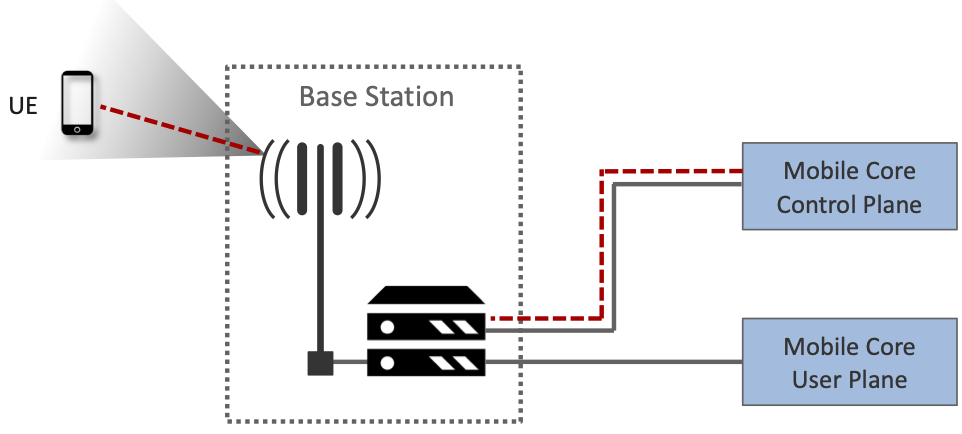 Base Station
UE
Mobile Core
Control Plane
Mobile Core
User Plane